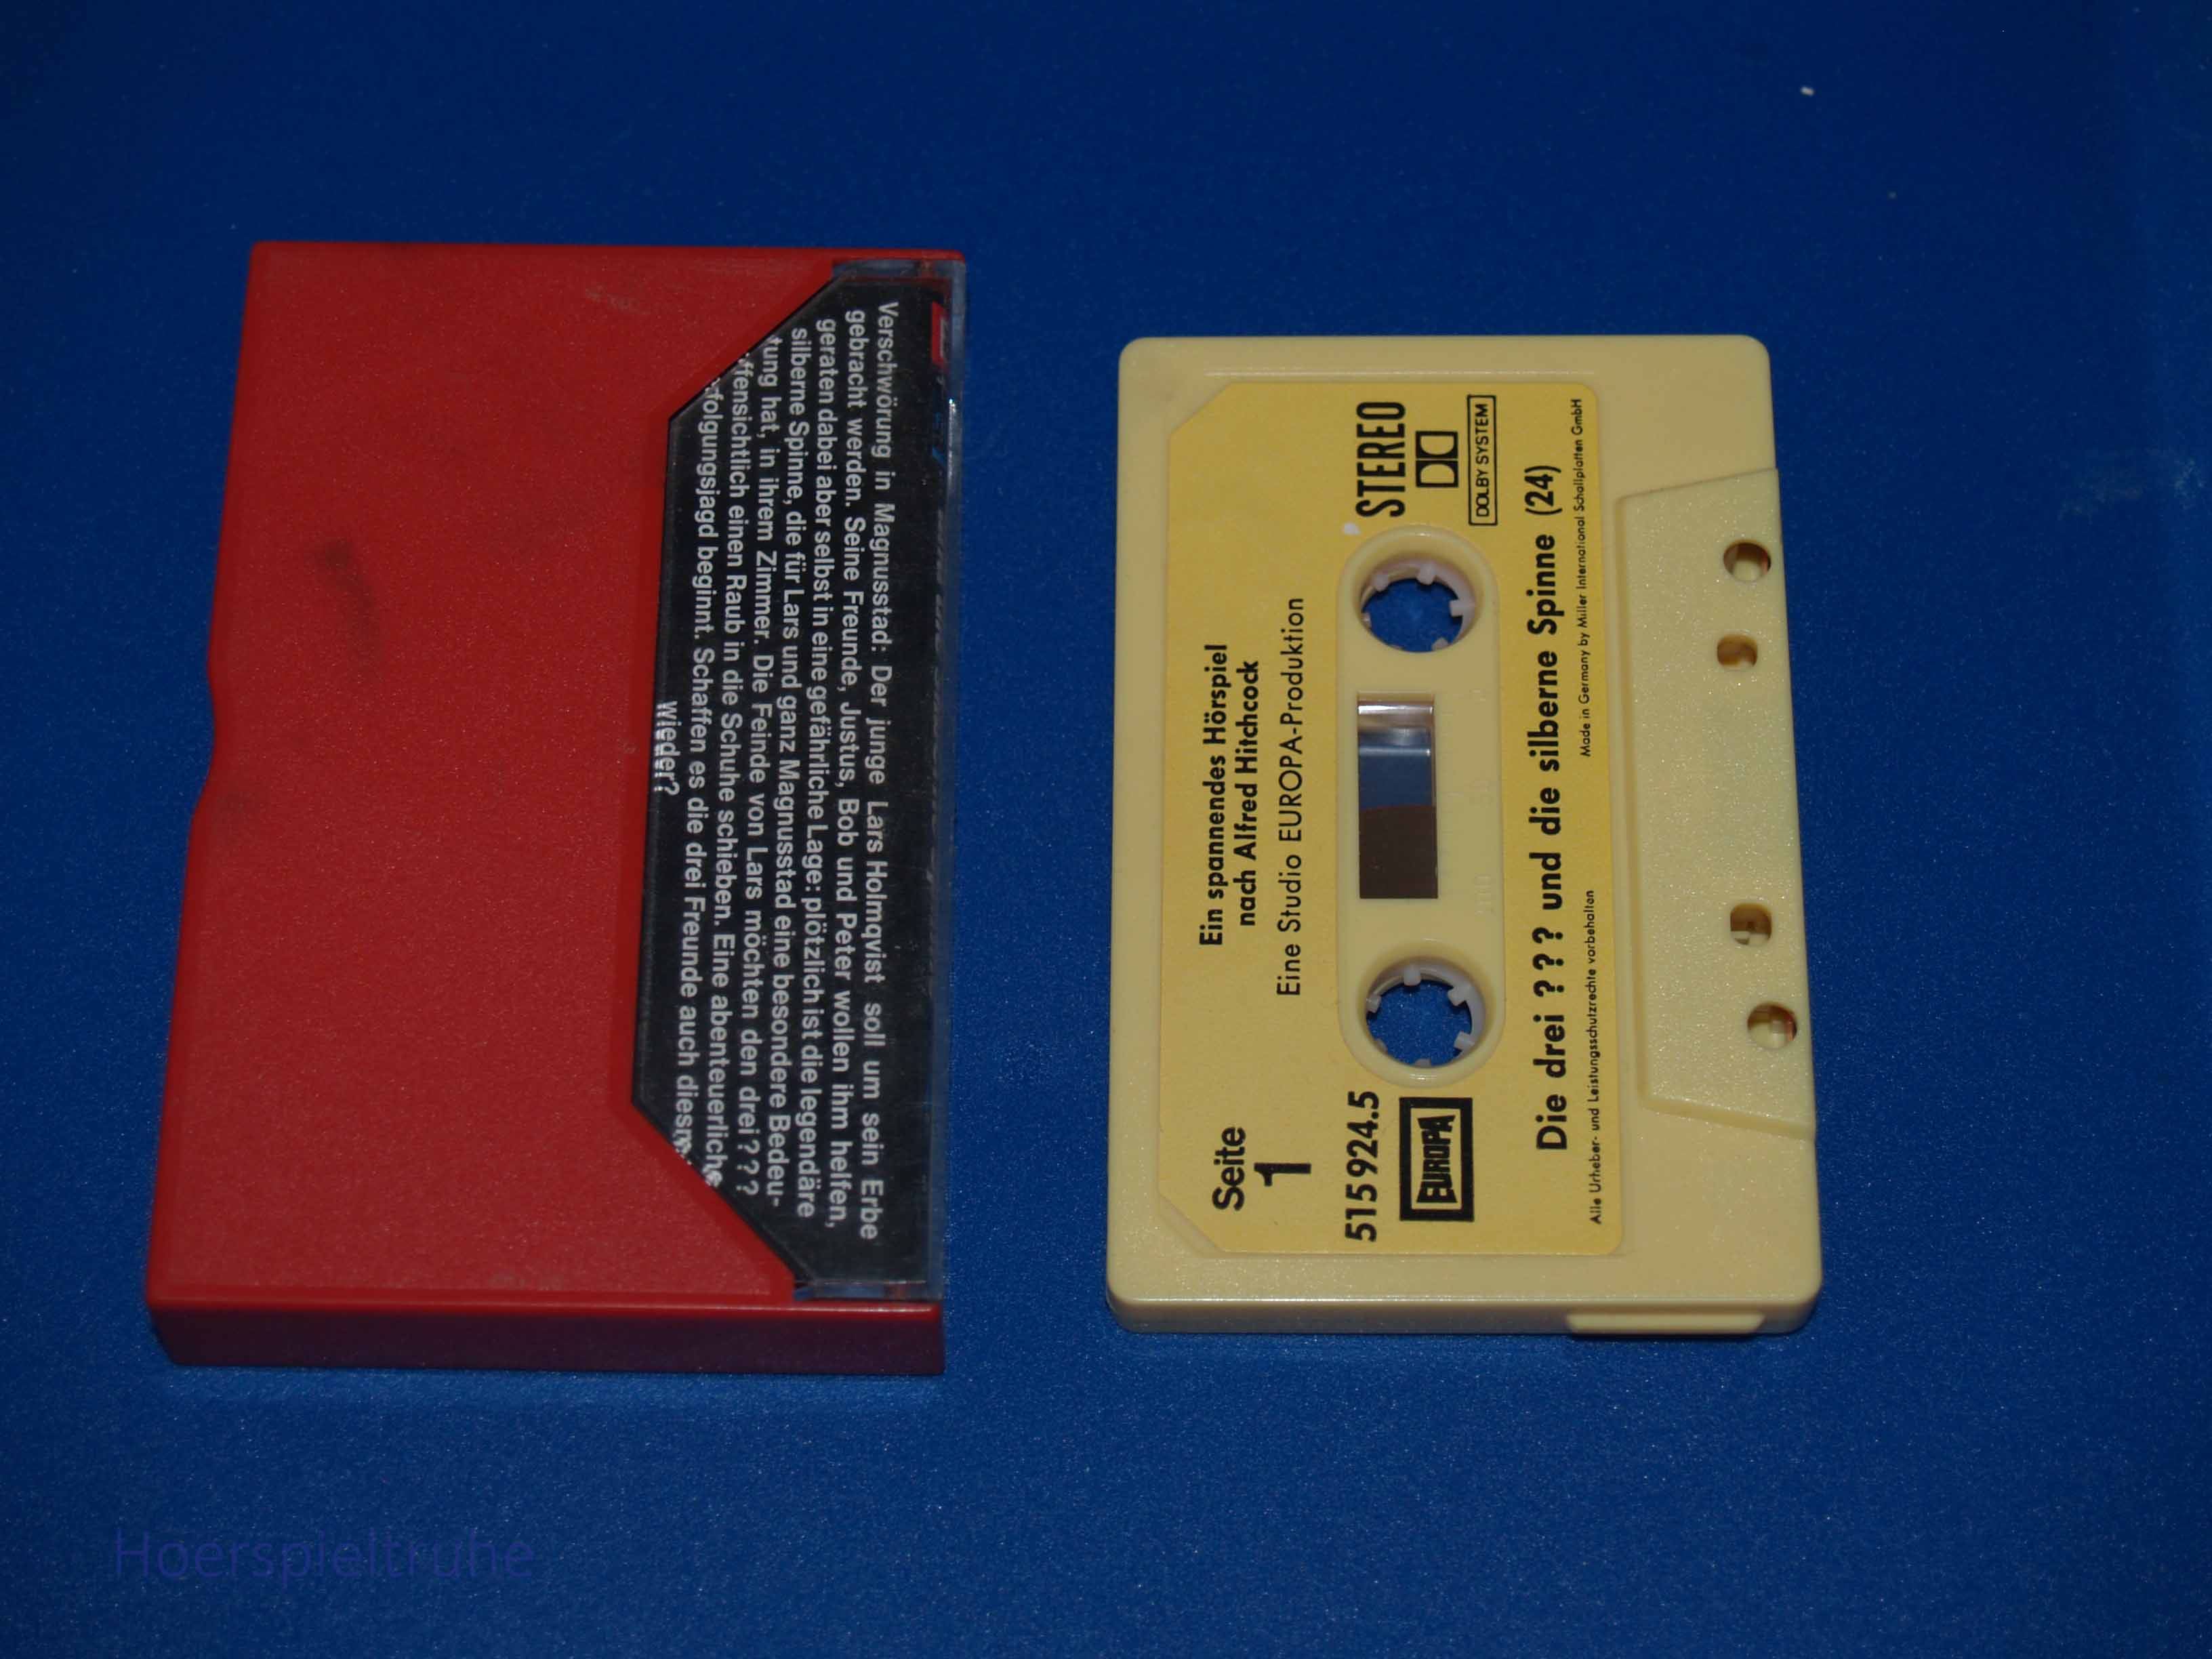 Verschwörung in Magnusstad: Der junge Lars Holmqvist soll um sein Erbe
gebracht werden. Seine Freunde, Justus, Bob und Peter wollen ihm helfen,
geraten dabei aber selbst in eine gefährliche Lage: plötzlich ist die legendäre
silberne Spinne, die für Lars und ganz Magnusstad eine besondere Bedeu-
tung hat, in ihrem Zimmer. Die Feinde von Lars möchten den drei ? ? ?
ffensichtlich einen Raub in die Schuhe schieben. Eine abenteuerliche
folgungsjagd beginnt. Schaffen es die drei Freunde auch diesm
wieder?
Ein spannendes Hörspiel
nach Alfred Hitchcock
Eine Studio EUROPA-Produktion
Seite
1
515 924.5
EUROPA
STEREO
DOLBY SYSTEM
Die drei ? ? ? und die silberne Spinne (24)
Alle Urheber- und Leistungsschutzrechte vorbehalten
Made in Germany by Miller International Schallplatten GmbH
Hoerspieltruhe